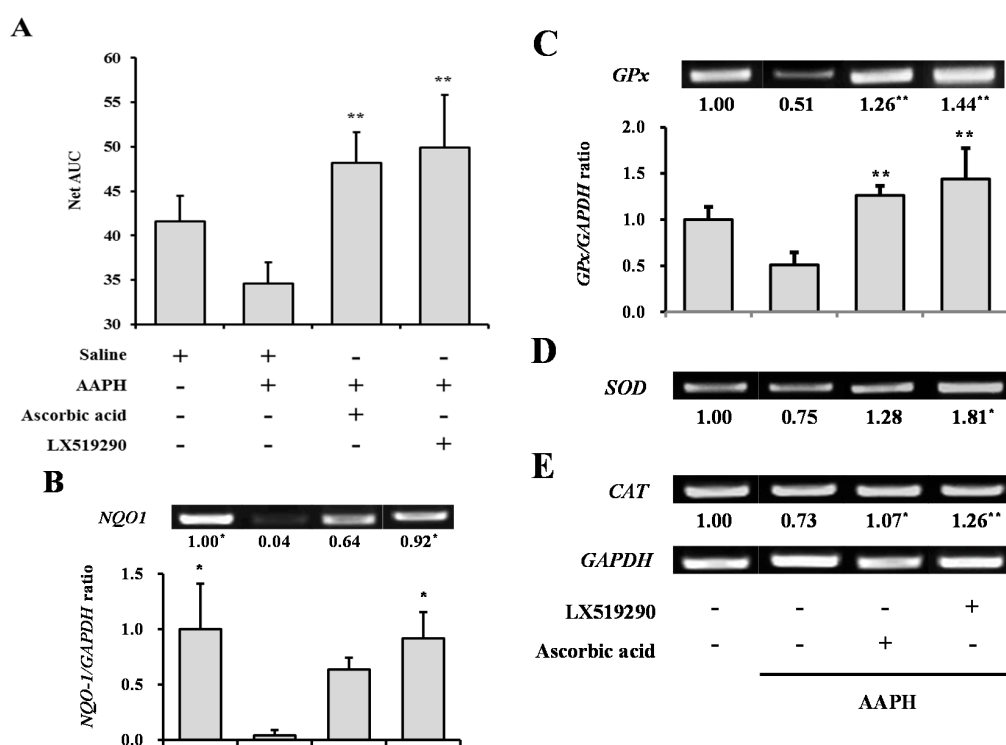 A
60
55
50
45
40
35
30
Net AUC
** **
Saline + + - -
AAPH - + + +
Ascorbic acid - - + -
LX519290 - - - +
B
NQO1
1.00* 0.04 0.64 0.92*
1.5
1.0
0.5
0.0
NQO-1/GAPDH ratio
* *
C
GPx
1.00 0.51 1.26** 1.44**
2.0
1.5
1.0
0.5
0.0
GPx/GAPDH ratio
** **
D
SOD
1.00 0.75 1.28 1.81*
E
CAT
1.00 0.73 1.07* 1.26**
GAPDH
LX519290 - - - +
Ascorbic acid - - + -
AAPH